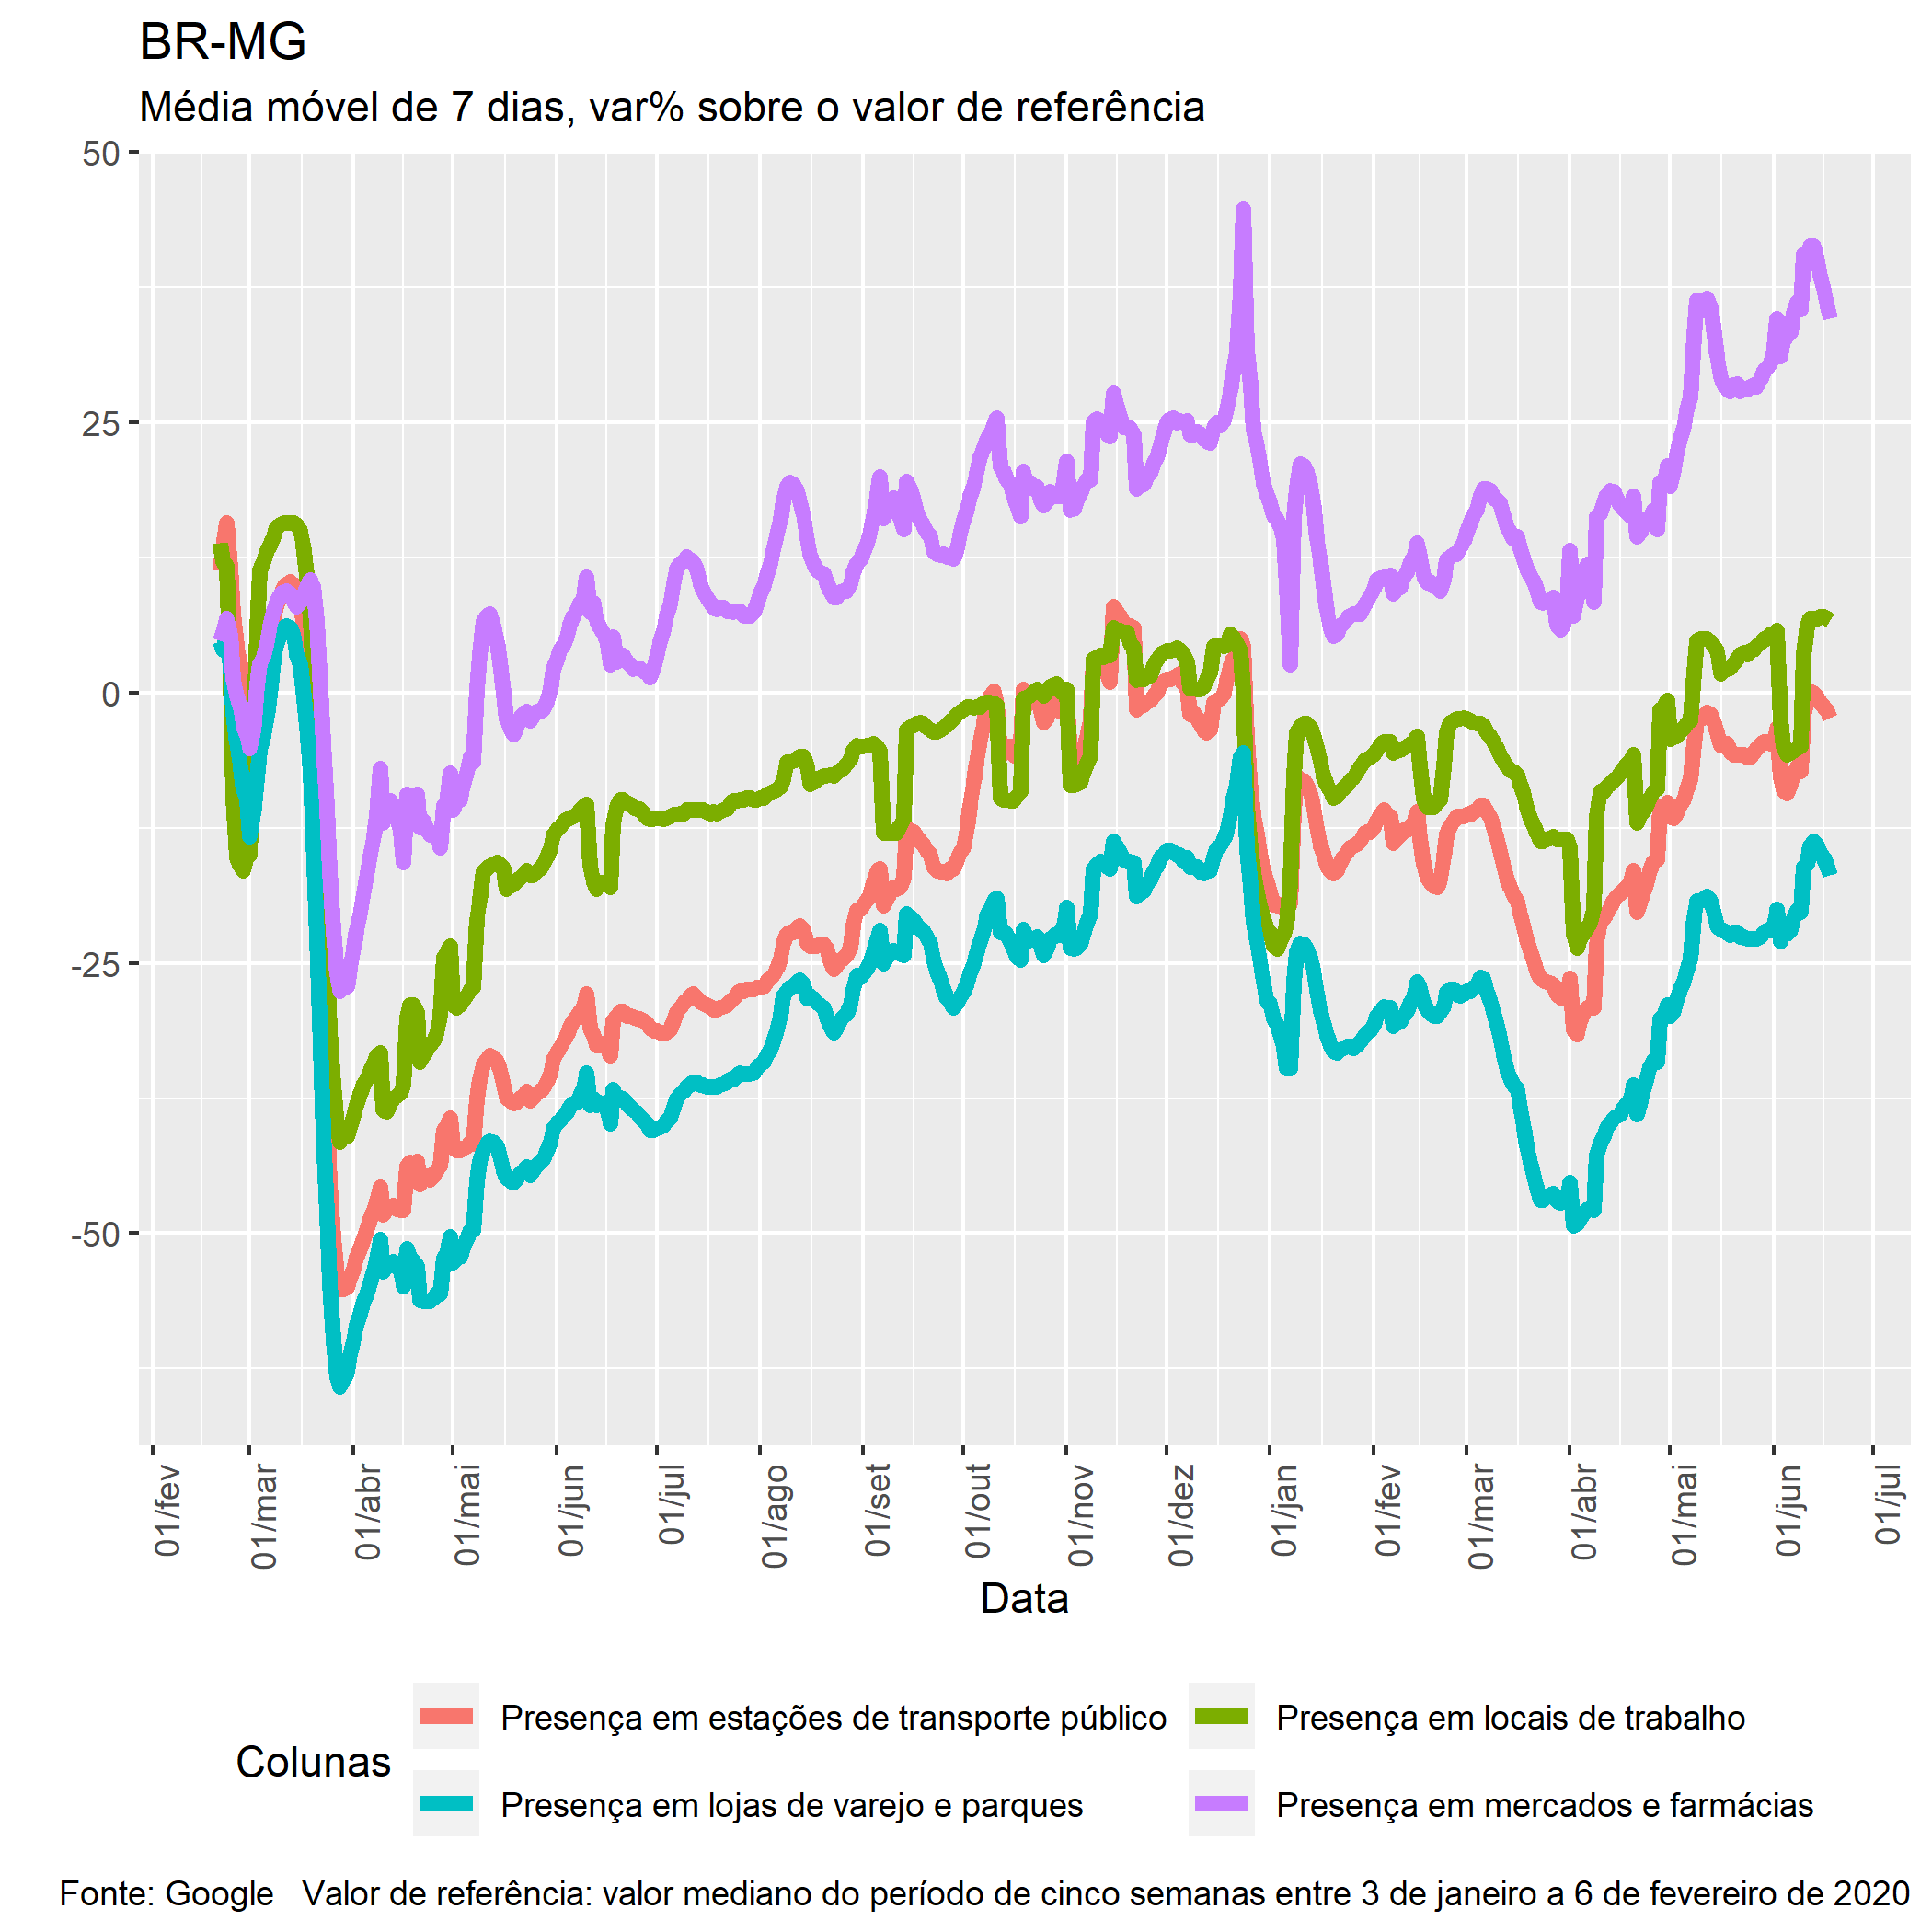 BR-MG
Média móvel de 7 dias, var% sobre o valor de referência
50
25
0
-25
-50
01/fev
01/mar
01/abr
01/mai
01/jun
01/jul
01/ago
01/set
01/out
01/nov
01/dez
01/jan
01/fev
01/mar
01/abr
01/mai
01/jun
01/jul
Data
Colunas
Presença em estações de transporte público
Presença em locais de trabalho
Presença em lojas de varejo e parques
Presença em mercados e farmácias
Fonte: Google   Valor de referência: valor mediano do período de cinco semanas entre 3 de janeiro a 6 de fevereiro de 2020